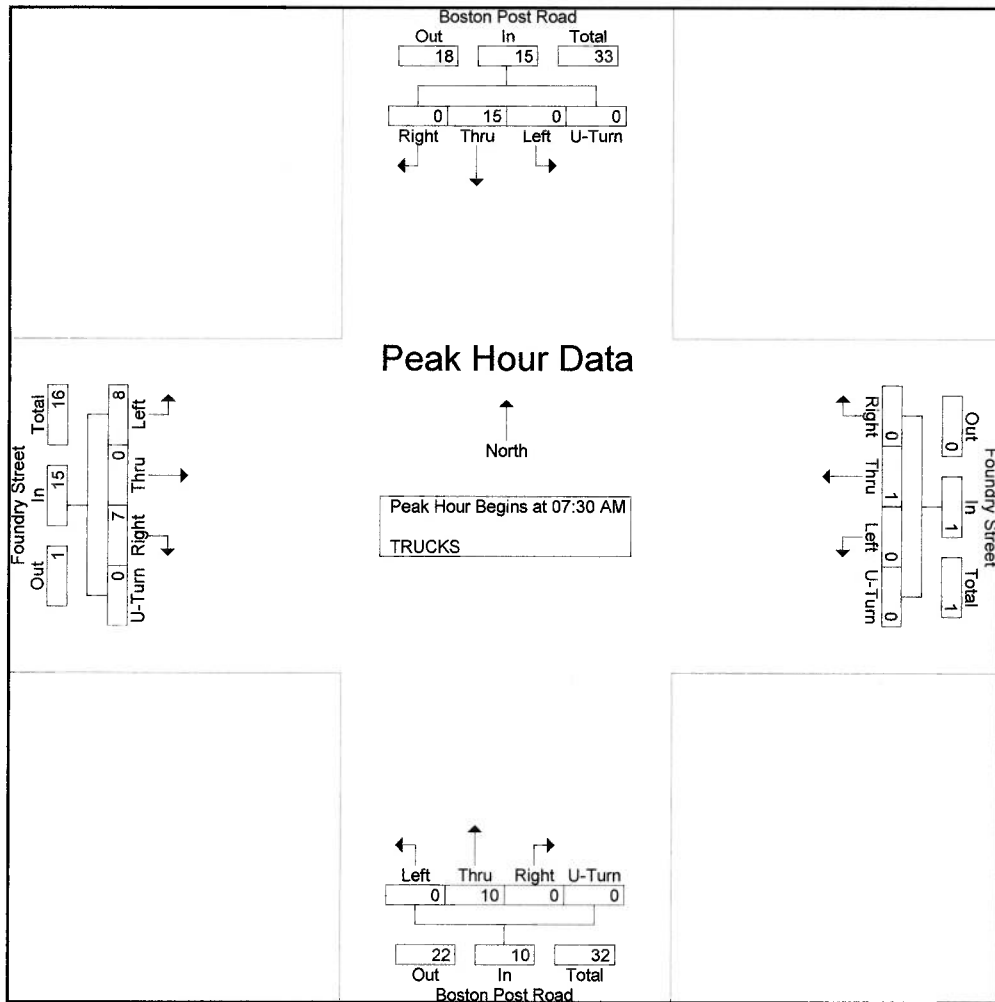 Boston Post Road
Out In Total
18 15 33
0 15 0 0
Right Thru Left U-Turn
Peak Hour Data
North
Peak Hour Begins at 07:30 AM
TRUCKS
Foundry Street
Out In Total
1 15 16
U-Turn Right Thru Left
0 7 0 8
Foundry Street
Out In Total
0 1 1
Right Thru Left U-Turn
0 1 0 0
Left Thru Right U-Turn
0 10 0 0
22 10 32
Out In Total
Boston Post Road